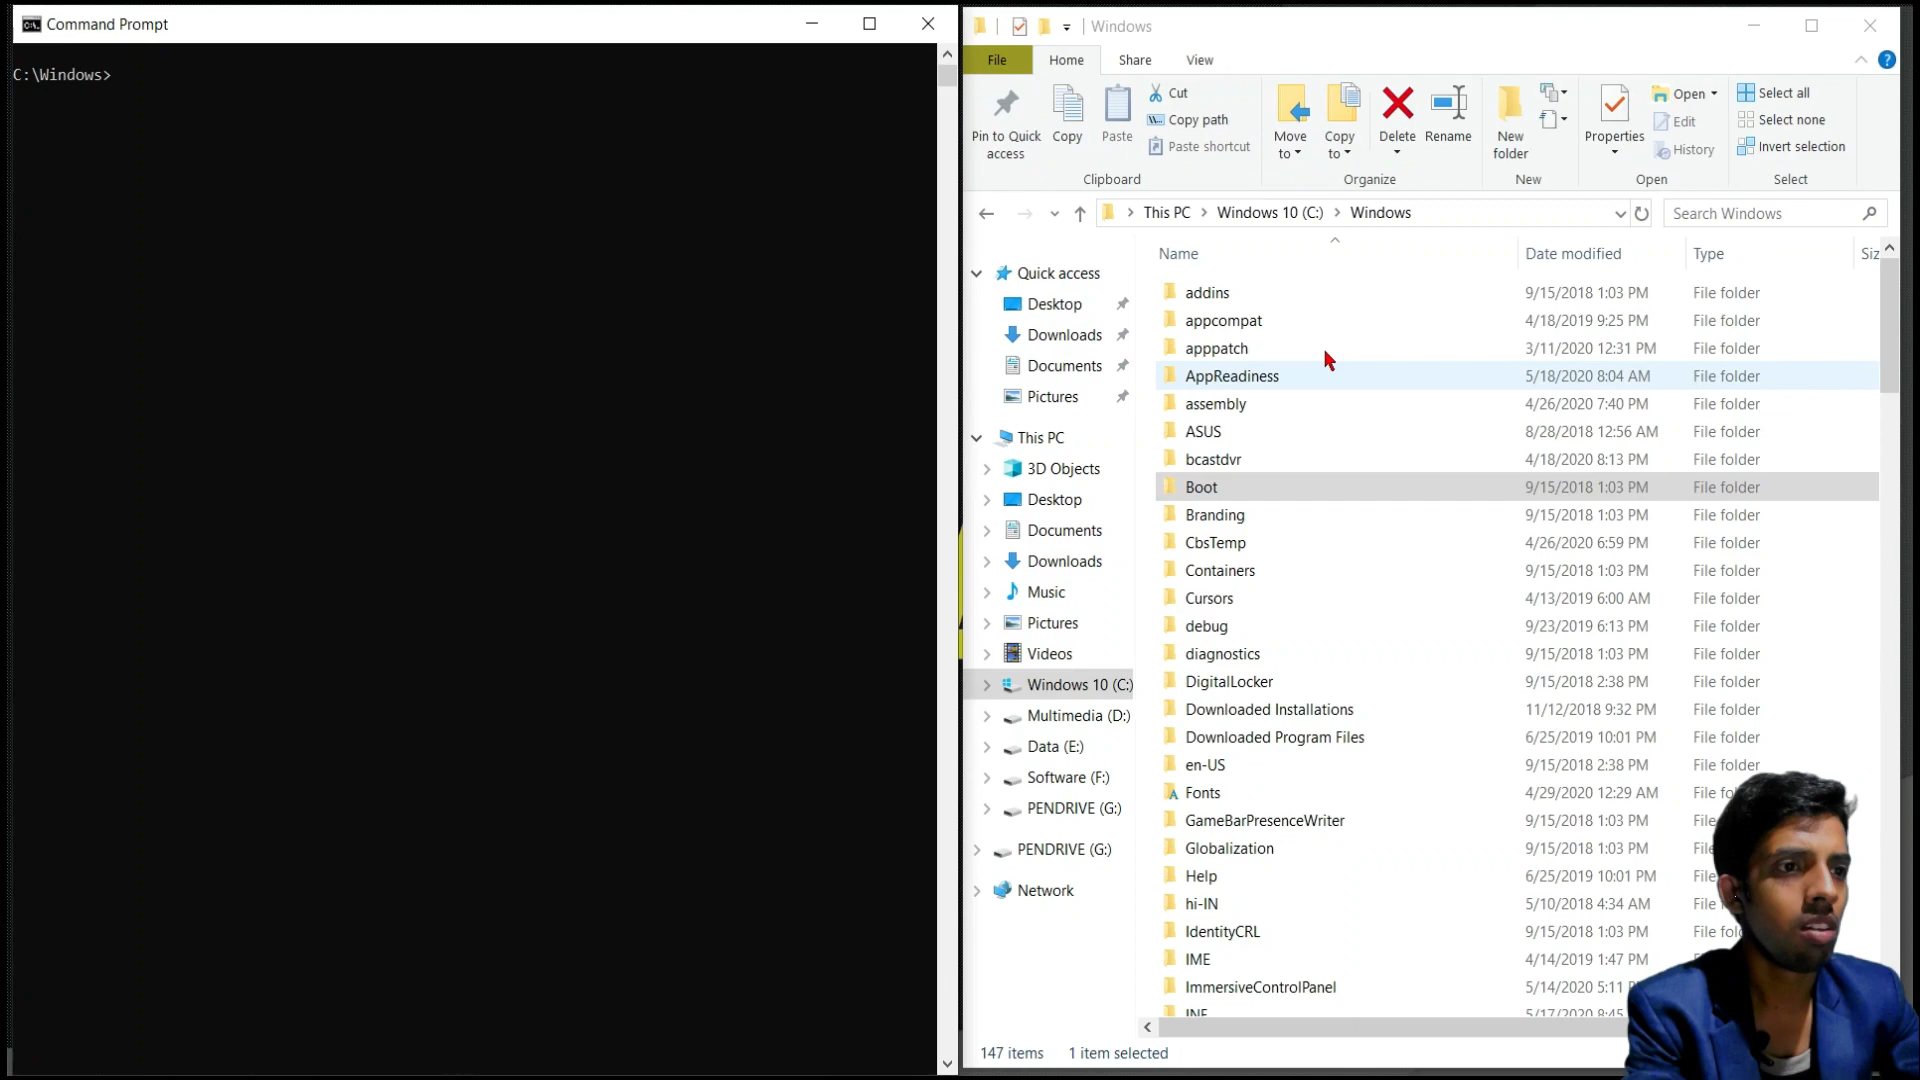 Command Prompt
C:\Windows>
Windows
File Home Share View
Pin to Quick access
Copy
Paste
Cut
Copy path
Paste shortcut
Clipboard
Move to
Copy to
Delete
Rename
Organize
New folder
New
Properties
Open
Edit
History
Open
Select all
Select none
Invert selection
Select
This PC > Windows 10 (C:) > Windows
Search Windows
Quick access
Desktop
Downloads
Documents
Pictures
This PC
3D Objects
Desktop
Documents
Downloads
Music
Pictures
Videos
Windows 10 (C:)
Multimedia (D:)
Data (E:)
Software (F:)
PENDRIVE (G:)
PENDRIVE (G:)
Network
Name Date modified Type Siz
addins 9/15/2018 1:03 PM File folder
appcompat 4/18/2019 9:25 PM File folder
apppatch 3/11/2020 12:31 PM File folder
AppReadiness 5/18/2020 8:04 AM File folder
assembly 4/26/2020 7:40 PM File folder
ASUS 8/28/2018 12:56 AM File folder
bcastdvr 4/18/2020 8:13 PM File folder
Boot 9/15/2018 1:03 PM File folder
Branding 9/15/2018 1:03 PM File folder
CbsTemp 4/26/2020 6:59 PM File folder
Containers 9/15/2018 1:03 PM File folder
Cursors 4/13/2019 6:00 AM File folder
debug 9/23/2019 6:13 PM File folder
diagnostics 9/15/2018 1:03 PM File folder
DigitalLocker 9/15/2018 2:38 PM File folder
Downloaded Installations 11/12/2018 9:32 PM File folder
Downloaded Program Files 6/25/2019 10:01 PM File folder
en-US 9/15/2018 2:38 PM File folder
Fonts 4/29/2020 12:29 AM File
GameBarPresenceWriter 9/15/2018 1:03 PM
Globalization 9/15/2018 1:03 PM
Help 6/25/2019 10:01 PM
hi-IN 5/10/2018 4:34 AM
IdentityCRL 9/15/2018 1:03 PM
IME 4/14/2019 1:47 PM
ImmersiveControlPanel 5/14/2020 5:11
INF 5/17/2020 8:45
147 items 1 item selected